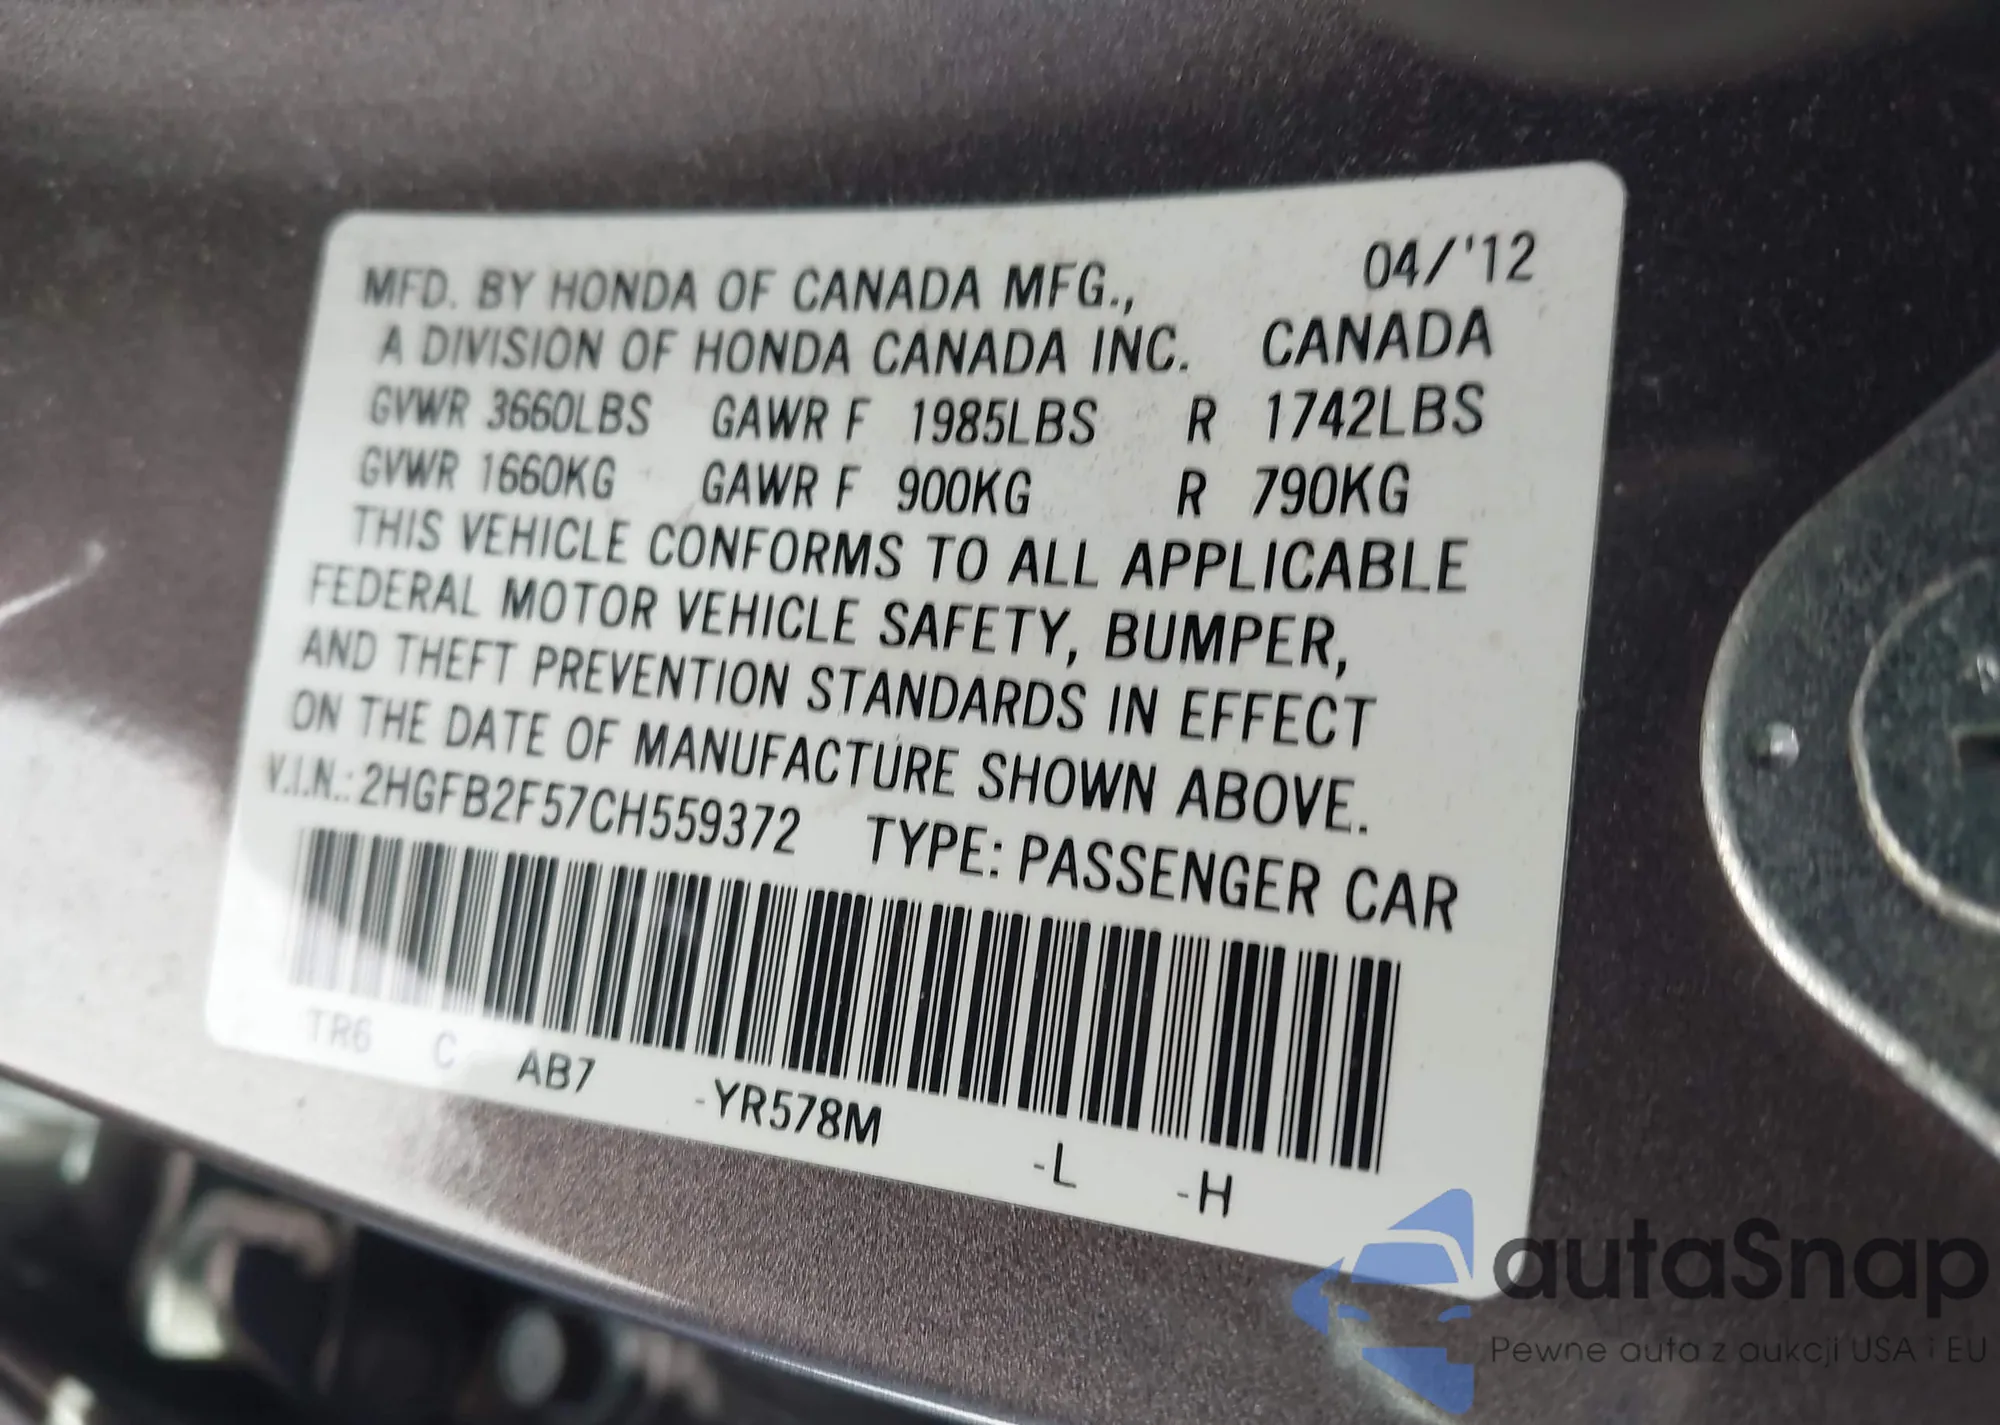 04/'12
MFD. BY HONDA OF CANADA MFG.,
A DIVISION OF HONDA CANADA INC. CANADA
GVWR 3660LBS GAWR F 1985LBS R 1742LBS
GVWR 1660KG GAWR F 900KG R 790KG
THIS VEHICLE CONFORMS TO ALL APPLICABLE
FEDERAL MOTOR VEHICLE SAFETY, BUMPER,
AND THEFT PREVENTION STANDARDS IN EFFECT
ON THE DATE OF MANUFACTURE SHOWN ABOVE.
V.I.N.: 2HGFB2F57CH559372 TYPE: PASSENGER CAR
TR6 C AB7 -YR578M -L -H
autaSnap
Pewne auta z aukcji USA i EU